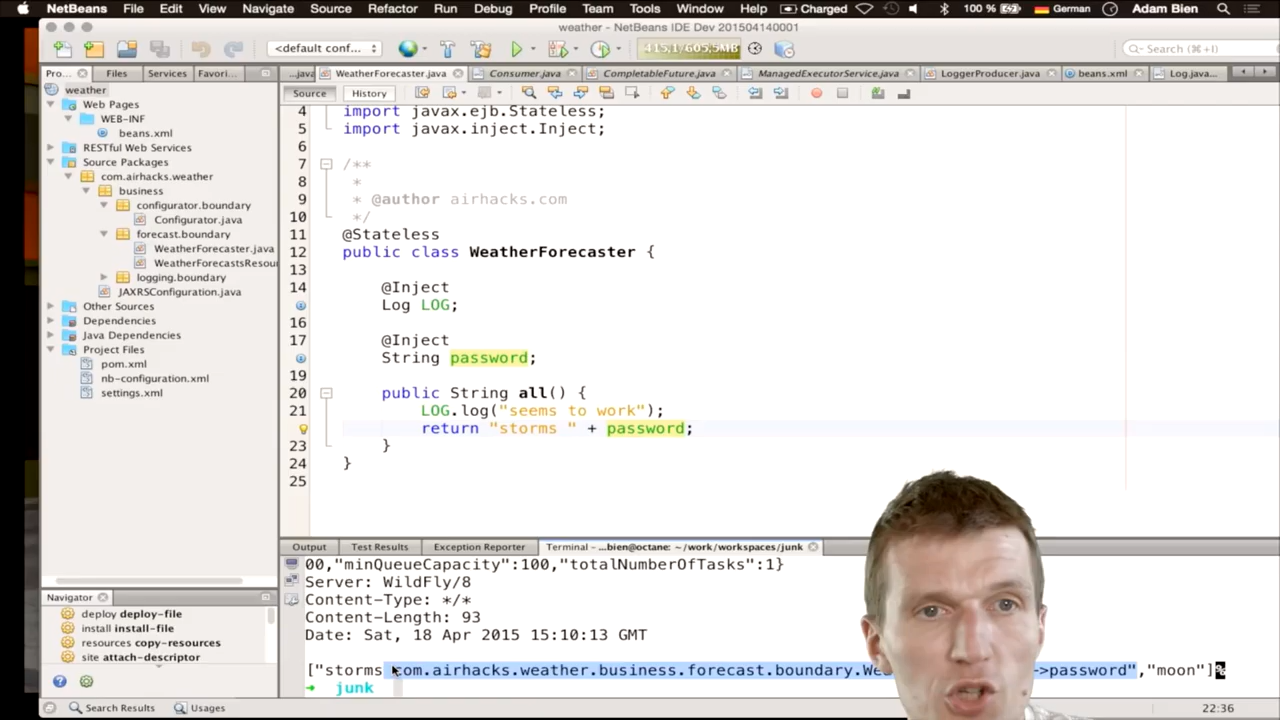 NetBeans File Edit View Navigate Source Refactor Run Debug Profile Team Tools Window Help Charged 100 % German Adam Bien
weather - NetBeans IDE Dev 201504140001
<default conf... 415,1/605,5MB Search (⌘+I)
Pro... Files Services Favori... ...java WeatherForecaster.java Consumer.java CompletableFuture.java ManagedExecutorService.java LoggerProducer.java beans.xml Log.java...
Source History
weather
Web Pages
WEB-INF
beans.xml
RESTful Web Services
Source Packages
com.airhacks.weather
business
configurator.boundary
Configurator.java
forecast.boundary
WeatherForecaster.java
WeatherForecastsResour
logging.boundary
JAXRSConfiguration.java
Other Sources
Dependencies
Java Dependencies
Project Files
pom.xml
nb-configuration.xml
settings.xml
4 import javax.ejb.Stateless;
5 import javax.inject.Inject;
6
7 /**
8 *
9 * @author airhacks.com
10 */
11 @Stateless
12 public class WeatherForecaster {
13
14 @Inject
Log LOG;
16
17 @Inject
String password;
19
20 public String all() {
21 LOG.log("seems to work");
return "storms " + password;
23 }
24 }
25
Navigator
deploy deploy-file
install install-file
resources copy-resources
site attach-descriptor
Output Test Results Exception Reporter Terminal - ...bien@octane: ~/work/workspaces/junk
00,"minQueueCapacity":100,"totalNumberOfTasks":1}
Server: WildFly/8
Content-Type: */*
Content-Length: 93
Date: Sat, 18 Apr 2015 15:10:13 GMT
["storms com.airhacks.weather.business.forecast.boundary.We ->password","moon"]%
➜ junk
Search Results Usages 22:36